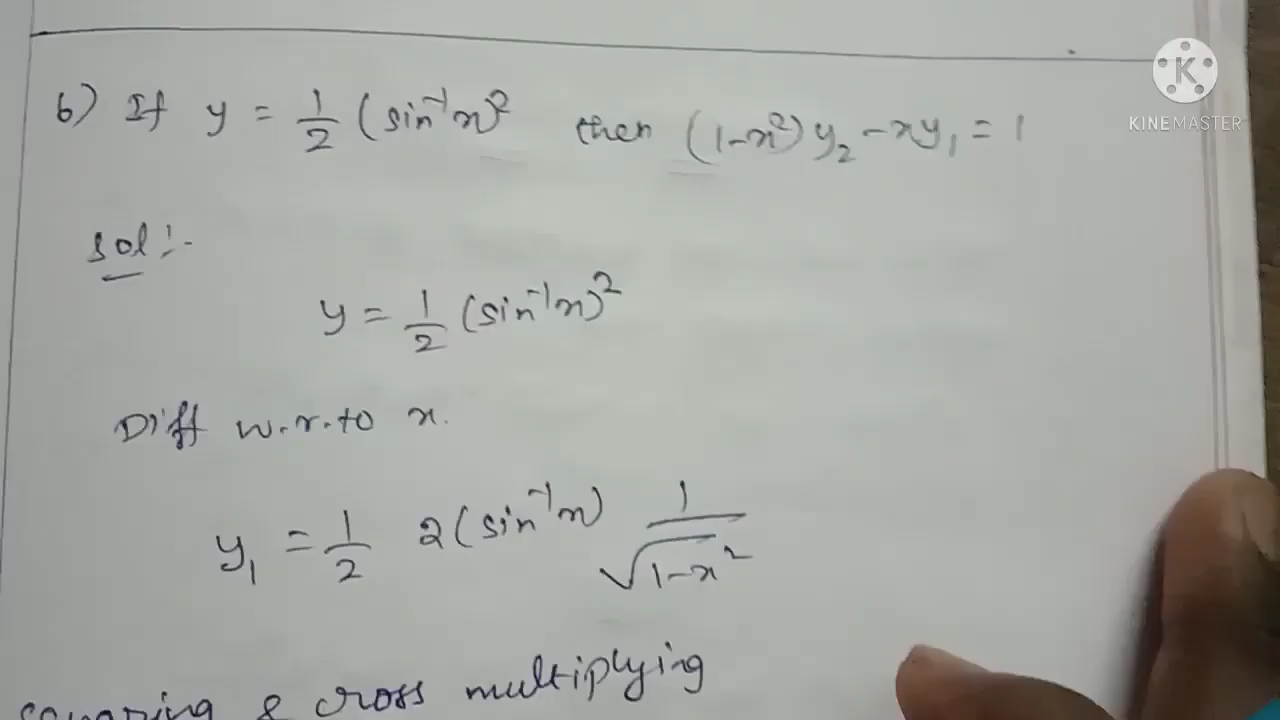 6) If y = 1/2 (sin⁻¹x)² then (1-x²)y₂ - xy₁ = 1
KINEMASTER
Sol:-
y = 1/2 (sin⁻¹x)²
Diff w.r.to x.
y₁ = 1/2 2(sin⁻¹x) 1/√1-x²
squaring & cross multiplying